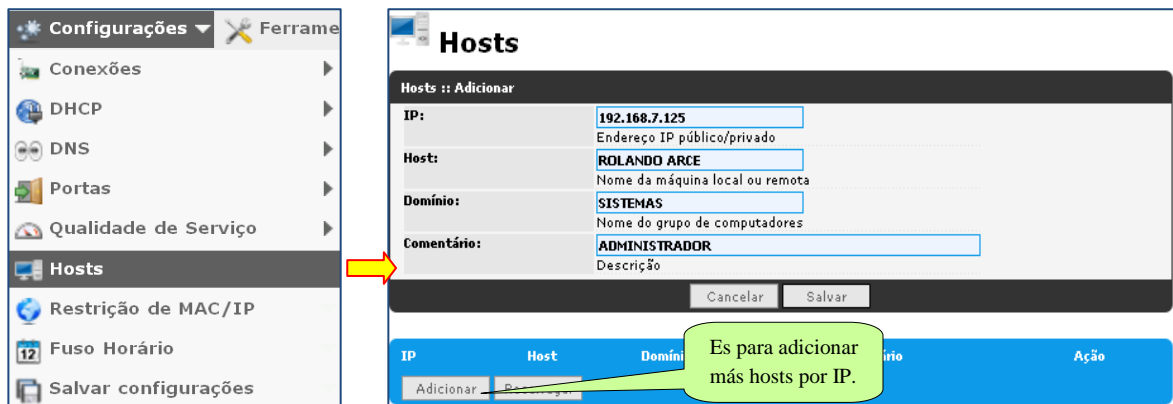 Configurações Ferrame
Conexões
DHCP
DNS
Portas
Qualidade de Serviço
Hosts
Restrição de MAC/IP
12
Fuso Horário
Salvar configurações
Hosts
Hosts :: Adicionar
IP:
192.168.7.125
Endereço IP público/privado
Host:
ROLANDO ARCE
Nome da máquina local ou remota
Domínio:
SISTEMAS
Nome do grupo de computadores
Comentário:
ADMINISTRADOR
Descrição
Cancelar Salvar
IP Host Ação
Adicionar
Es para adicionar
más hosts por IP.